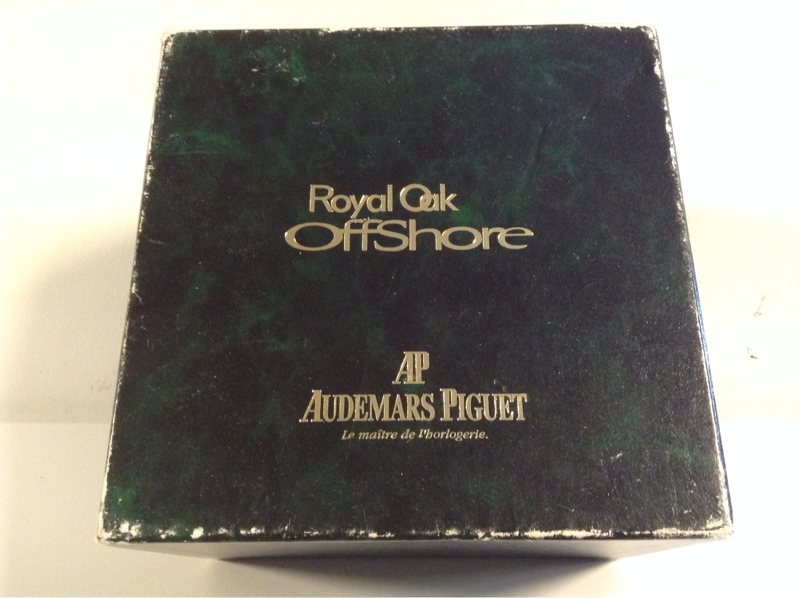 Royal Oak
OffShore
AP
AUDEMARS PIGUET
Le maître de l'horlogerie.